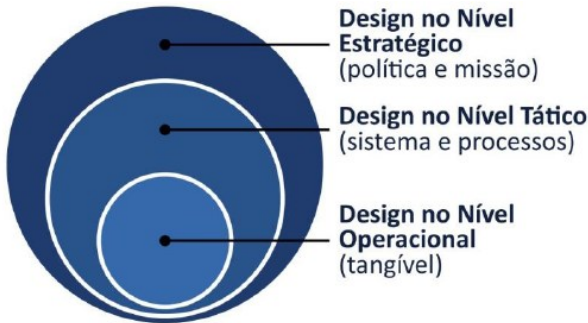 Design no Nível
Estratégico
(política e missão)
Design no Nível Tático
(sistema e processos)
Design no Nível
Operacional
(tangível)